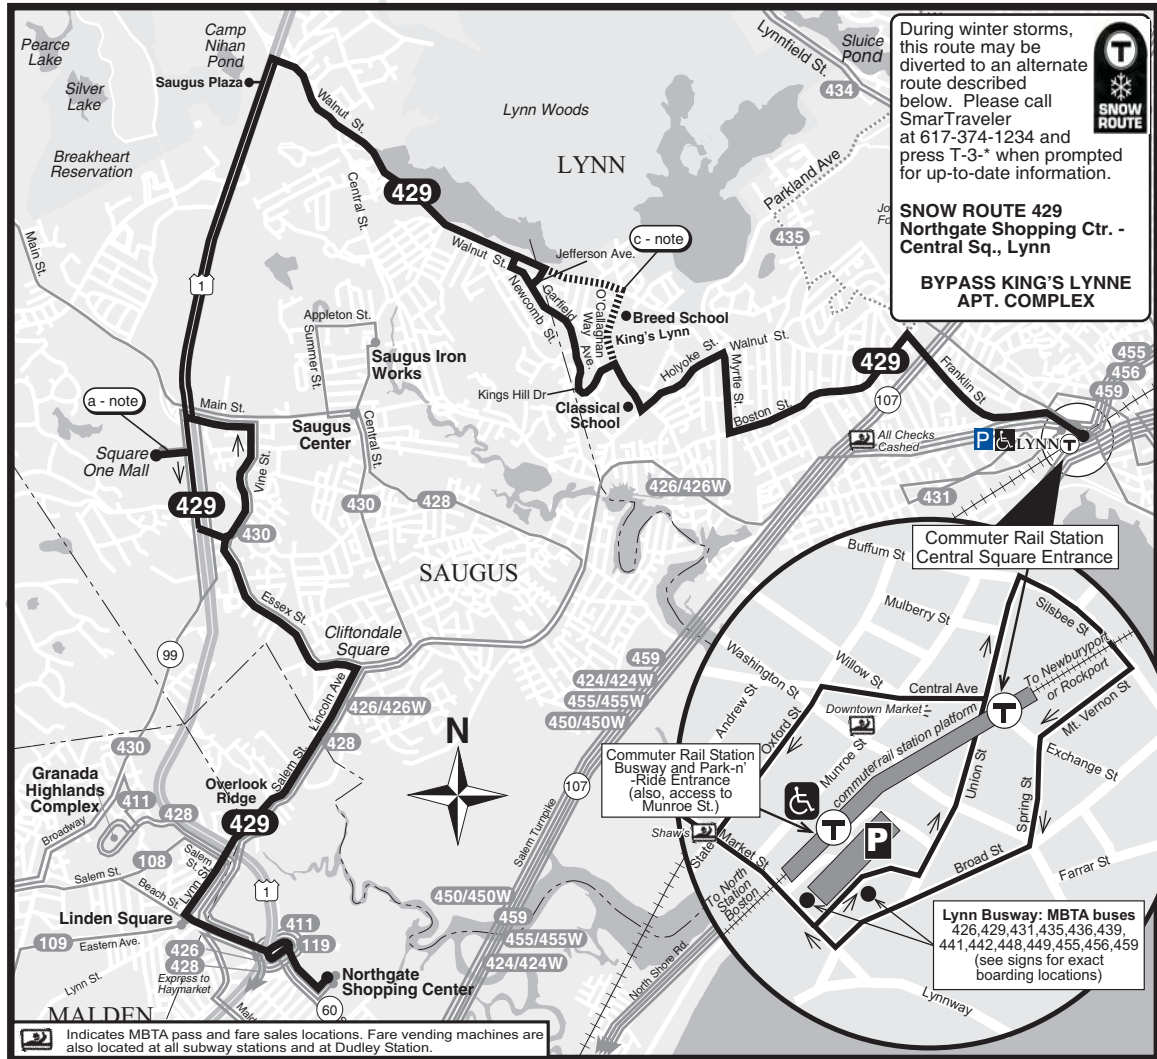 Pearce
Lake
Silver
Lake
Camp
Nihan
Pond
Saugus Plaza
Breakheart
Reservation
Walnut St.
Lynn Woods
LYNN
Lynnfield St.
Sluice
Pond
434
Parkland Ave
435
During winter storms,
this route may be
diverted to an alternate
route described
below. Please call
SmarTraveler
at 617-374-1234 and
press T-3-* when prompted
for up-to-date information.
T
SNOW
ROUTE
SNOW ROUTE 429
Northgate Shopping Ctr. -
Central Sq., Lynn
BYPASS KING'S LYNNE
APT. COMPLEX
Main St.
Central St.
429
Walnut St.
Jefferson Ave.
c - note
Newcomb St.
Garfield
Ave.
O'Callaghan
Way
Breed School
King's Lynn
1
Appleton St.
Summer St.
Saugus Iron
Works
Kings Hill Dr
Classical
School
Holyoke St.
Walnut St.
Myrtle St.
Boston St.
429
Franklin St
107
455
456
459
a - note
Main St.
Saugus
Center
Central St.
Square
One Mall
Vine St.
429
430
430
428
426/426W
All Checks
Cashed
P
LYNN
T
431
SAUGUS
Essex St.
Cliftondale
Square
99
Lincoln Ave
426/426W
428
Salem St.
459
424/424W
455/455W
450/450W
N
107
Salem Turnpike
430
Granada
Highlands
Complex
411
428
Broadway
Overlook
Ridge
429
108
Salem St.
Salem St.
Lynn St.
Beach St.
1
Linden Square
109
Eastern Ave.
426
428
Express to
Haymarket
411
119
Lynn St.
Northgate
Shopping Center
60
MALDEN
450/450W
459
455/455W
424/424W
North Shore Rd.
Commuter Rail Station
Central Square Entrance
Buffum St
Mulberry St
Silsbee St
Washington St
Willow St
Central Ave
To Newburyport
or Rockport
Andrew St
Oxford St
Downtown Market
Munroe St
commuter rail station platform
T
Mt. Vernon St
Exchange St
Union St
Spring St
Commuter Rail Station
Busway and Park-n'
-Ride Entrance
(also, access to
Munroe St.)
T
P
Shaw's
Market St
State
Broad St
Farrar St
To North
Station
Boston
Lynn Busway: MBTA buses
426,429,431,435,436,439,
441,442,448,449,455,456,459
(see signs for exact
boarding locations)
Lynnway
Indicates MBTA pass and fare sales locations. Fare vending machines are
also located at all subway stations and at Dudley Station.